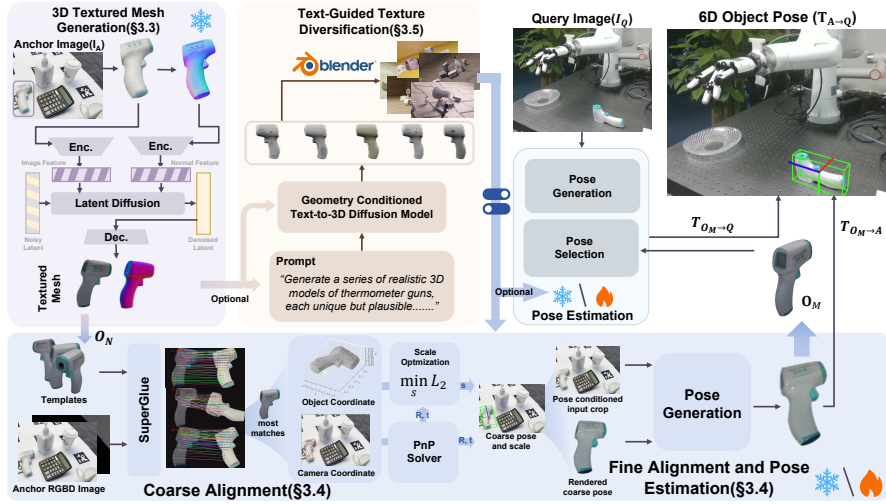 3D Textured Mesh
Generation(§3.3)
Anchor Image(I_A)
Enc.
Enc.
Image Feature
Normal Feature
Latent Diffusion
Noisy
Latent
Denoised
Latent
Dec.
Textured
Mesh
Text-Guided Texture
Diversification(§3.5)
blender
Geometry Conditioned
Text-to-3D Diffusion Model
Prompt
“Generate a series of realistic 3D
models of thermometer guns,
each unique but plausible.......”
Optional
Query Image(I_Q)
Pose
Generation
Pose
Selection
Optional
Pose Estimation
6D Object Pose (T_{A→Q})
T_{O_M→Q}
T_{O_M→A}
O_M
O_N
Templates
Anchor RGBD Image
SuperGlue
most
matches
Object Coordinate
Camera Coordinate
Scale
Optmization
min L_2
s
R, t
PnP
Solver
s
R, t
Coarse pose
and scale
Pose conditioned
input crop
Rendered
coarse pose
Pose
Generation
Coarse Alignment(§3.4)
Fine Alignment and Pose
Estimation(§3.4)